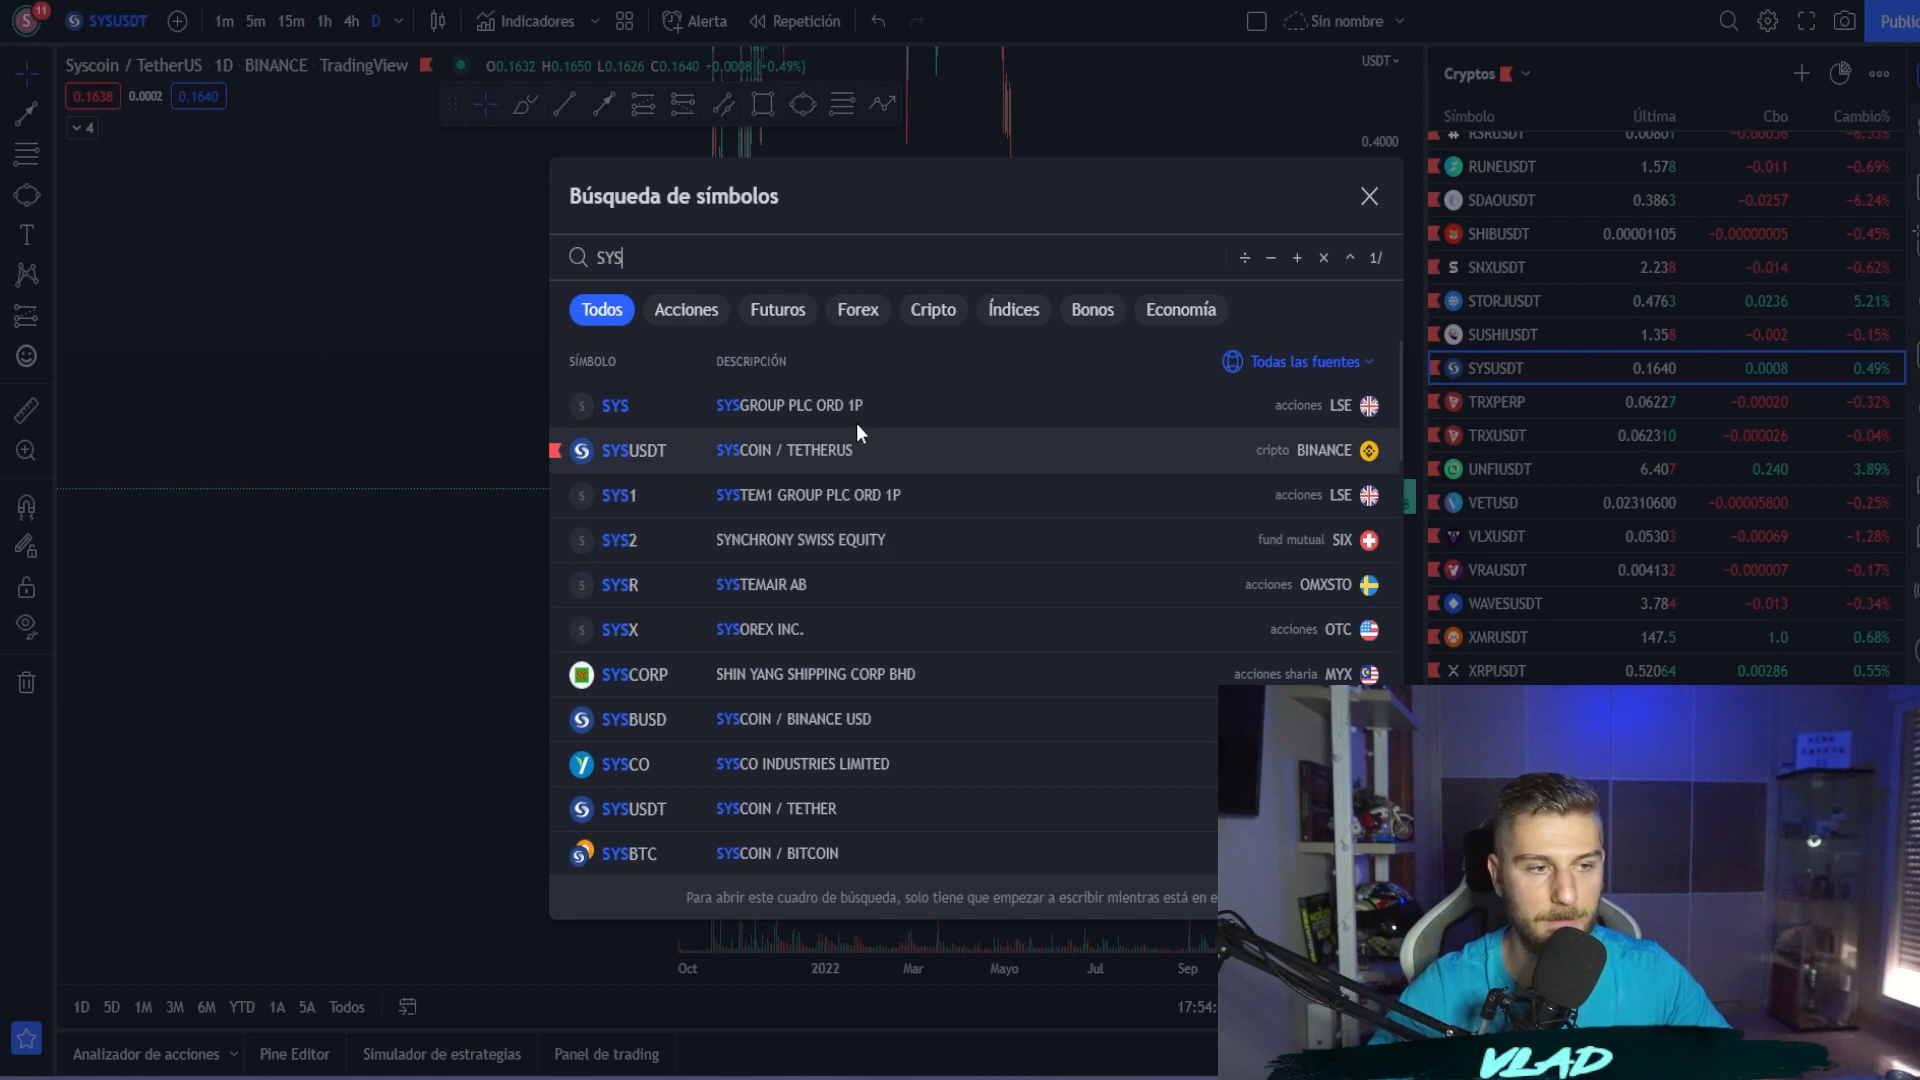 11
SYSUSDT
1m 5m 15m 1h 4h D
Indicadores
Alerta
Repetición
Sin nombre
Public
Syscoin / TetherUS 1D BINANCE TradingView
O0.1632 H0.1650 L0.1626 C0.1640 +0.0008 (+0.49%)
USDT
0.1638 0.0002 0.1640
4
0.4000
Búsqueda de símbolos
SYS
÷ − + × ^ 1/
Todos Acciones Futuros Forex Cripto Índices Bonos Economía
SÍMBOLO DESCRIPCIÓN Todas las fuentes
S SYS SYSGROUP PLC ORD 1P acciones LSE
SYSUSDT SYSCOIN / TETHERUS cripto BINANCE
S SYS1 SYSTEM1 GROUP PLC ORD 1P acciones LSE
S SYS2 SYNCHRONY SWISS EQUITY fund mutual SIX
S SYSR SYSTEMAIR AB acciones OMXSTO
S SYSX SYSOREX INC. acciones OTC
SYSCORP SHIN YANG SHIPPING CORP BHD acciones sharia MYX
SYSBUSD SYSCOIN / BINANCE USD
SYSCO SYSCO INDUSTRIES LIMITED
SYSUSDT SYSCOIN / TETHER
SYSBTC SYSCOIN / BITCOIN
Para abrir este cuadro de búsqueda, solo tiene que empezar a escribir mientras está en e
Cryptos
Símbolo Última Cbo Cambio%
RSRUSDT 0.00801 −0.00056 −6.53%
RUNEUSDT 1.578 −0.011 −0.69%
SDAOUSDT 0.3863 −0.0257 −6.24%
SHIBUSDT 0.00001105 −0.00000005 −0.45%
SNXUSDT 2.238 −0.014 −0.62%
STORJUSDT 0.4763 0.0236 5.21%
SUSHIUSDT 1.358 −0.002 −0.15%
SYSUSDT 0.1640 0.0008 0.49%
TRXPERP 0.06227 −0.00020 −0.32%
TRXUSDT 0.062310 −0.000026 −0.04%
UNFIUSDT 6.407 0.240 3.89%
VETUSD 0.02310600 −0.00005800 −0.25%
VLXUSDT 0.05303 −0.00069 −1.28%
VRAUSDT 0.004132 −0.000007 −0.17%
WAVESUSDT 3.784 −0.013 −0.34%
XMRUSDT 147.5 1.0 0.68%
XRPUSDT 0.52064 0.00286 0.55%
Oct 2022 Mar Mayo Jul Sep
1D 5D 1M 3M 6M YTD 1A 5A Todos
17:54:
Analizador de acciones Pine Editor Simulador de estrategias Panel de trading
VLAD